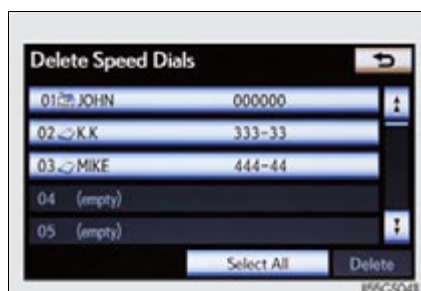 Delete Speed Dials
01 JOHN 000000
02 K.K 333-33
03 MIKE 444-44
04 (empty)
05 (empty)
Select All Delete